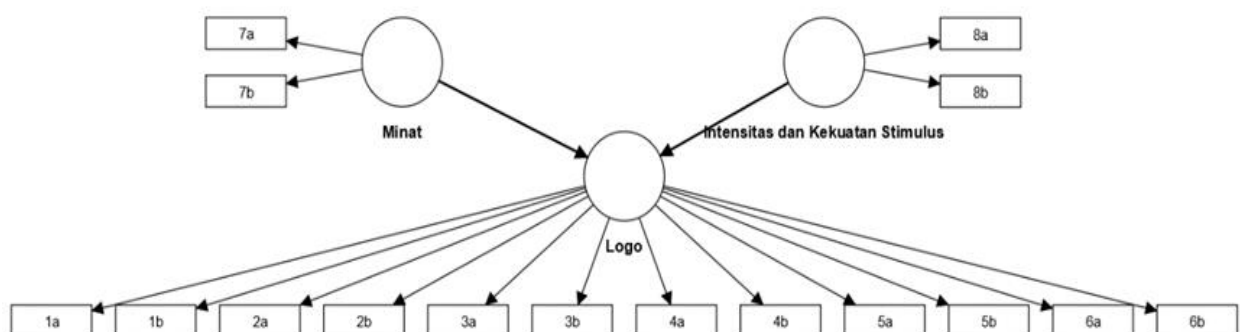 7a
8a
7b
8b
Minat
Intensitas dan Kekuatan Stimulus
Logo
1a
1b
2a
2b
3a
3b
4a
4b
5a
5b
6a
6b